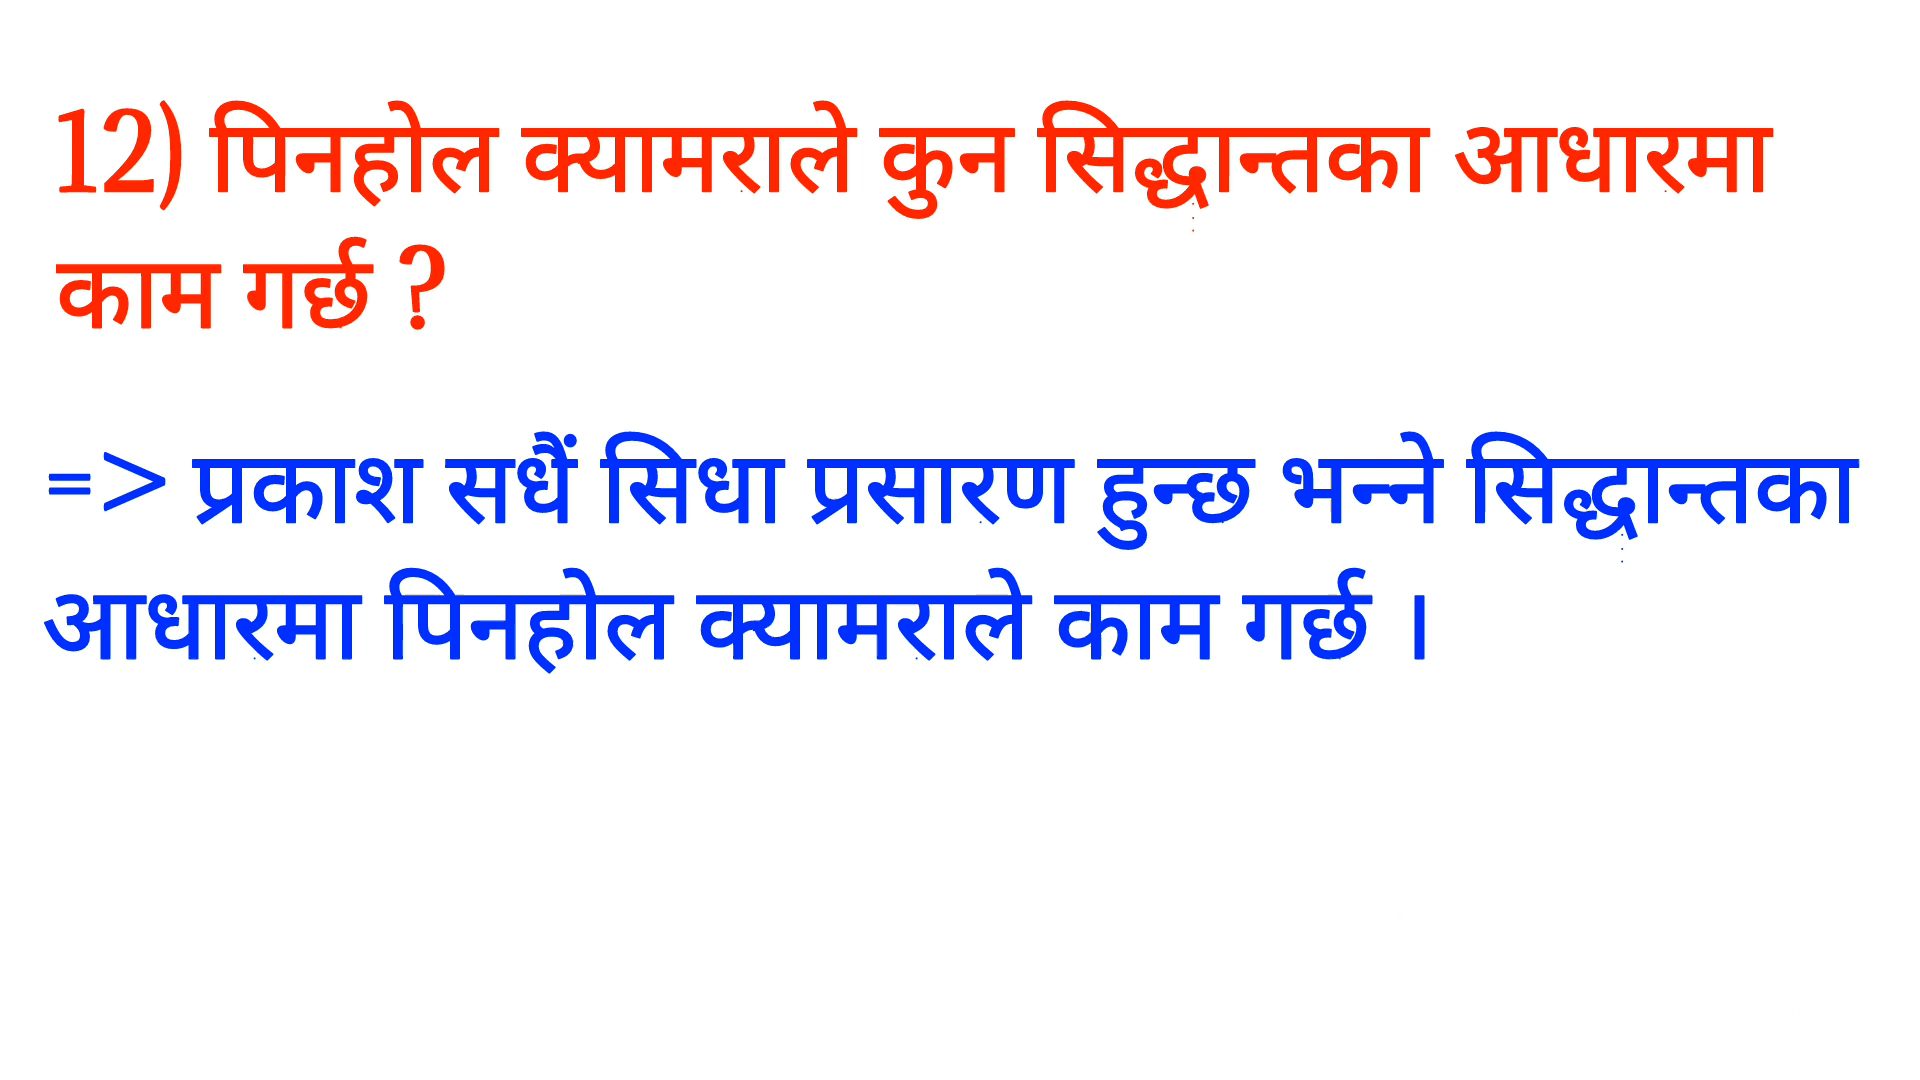 12) पिनहोल क्यामराले कुन सिद्धान्तका आधारमा
काम गर्छ ?
=> प्रकाश सधैं सिधा प्रसारण हुन्छ भन्ने सिद्धान्तका
आधारमा पिनहोल क्यामराले काम गर्छ ।